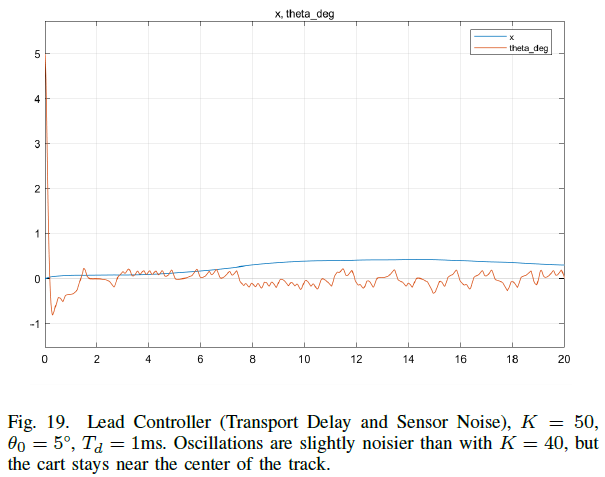 x, theta_deg
x
theta_deg
5
4
3
2
1
0
-1
0 2 4 6 8 10 12 14 16 18 20
Fig. 19. Lead Controller (Transport Delay and Sensor Noise), K = 50,
θ₀ = 5°, T_d = 1ms. Oscillations are slightly noisier than with K = 40, but
the cart stays near the center of the track.